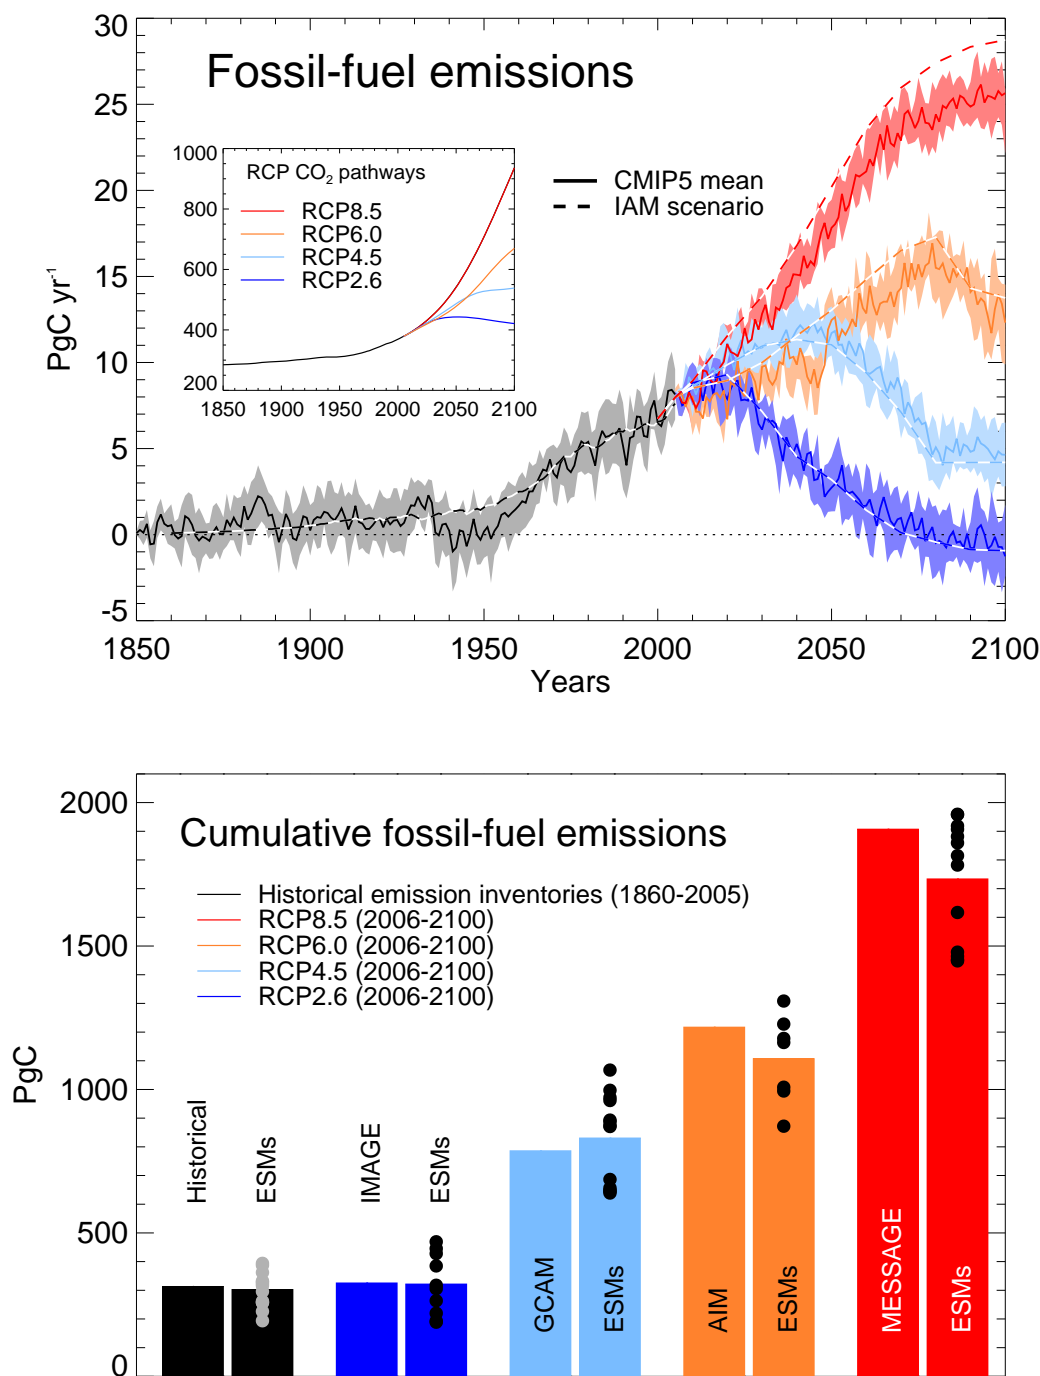 Fossil-fuel emissions
30
25
20
15
10
5
0
-5
PgC yr-1
1850
1900
1950
2000
2050
2100
Years
CMIP5 mean
IAM scenario
RCP CO2 pathways
RCP8.5
RCP6.0
RCP4.5
RCP2.6
1000
800
600
400
200
1850
1900
1950
2000
2050
2100
Cumulative fossil-fuel emissions
Historical emission inventories (1860-2005)
RCP8.5 (2006-2100)
RCP6.0 (2006-2100)
RCP4.5 (2006-2100)
RCP2.6 (2006-2100)
2000
1500
1000
500
0
PgC
Historical
ESMs
IMAGE
ESMs
GCAM
ESMs
AIM
ESMs
MESSAGE
ESMs